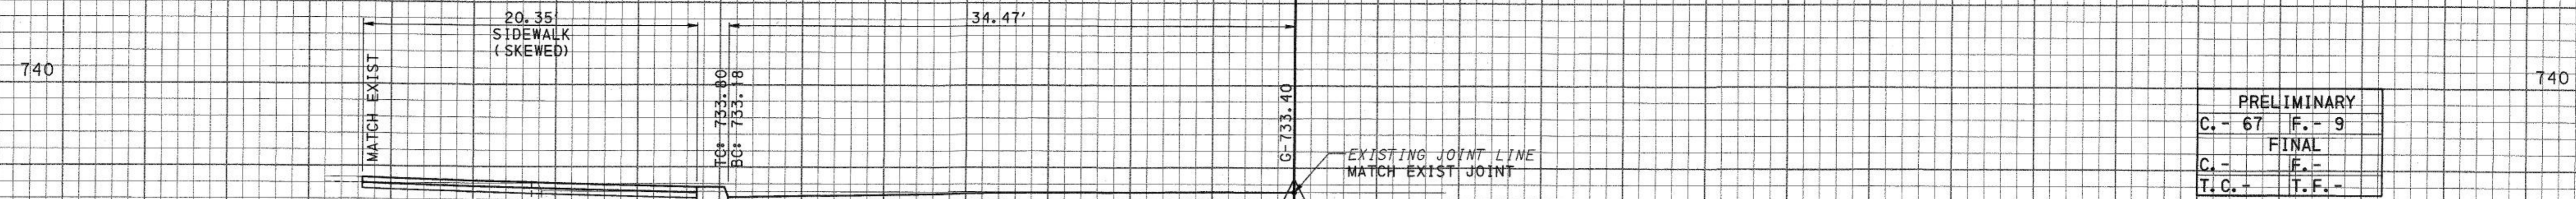 20.35'
SIDEWALK
(SKEWED)
34.47'
740
MATCH EXIST
TC: 733.80
BC: 733.18
G-733.40
EXISTING JOINT LINE
MATCH EXIST JOINT
740
PRELIMINARY
C.- 67 F.- 9
FINAL
C.- F.-
T.C.- T.F.-